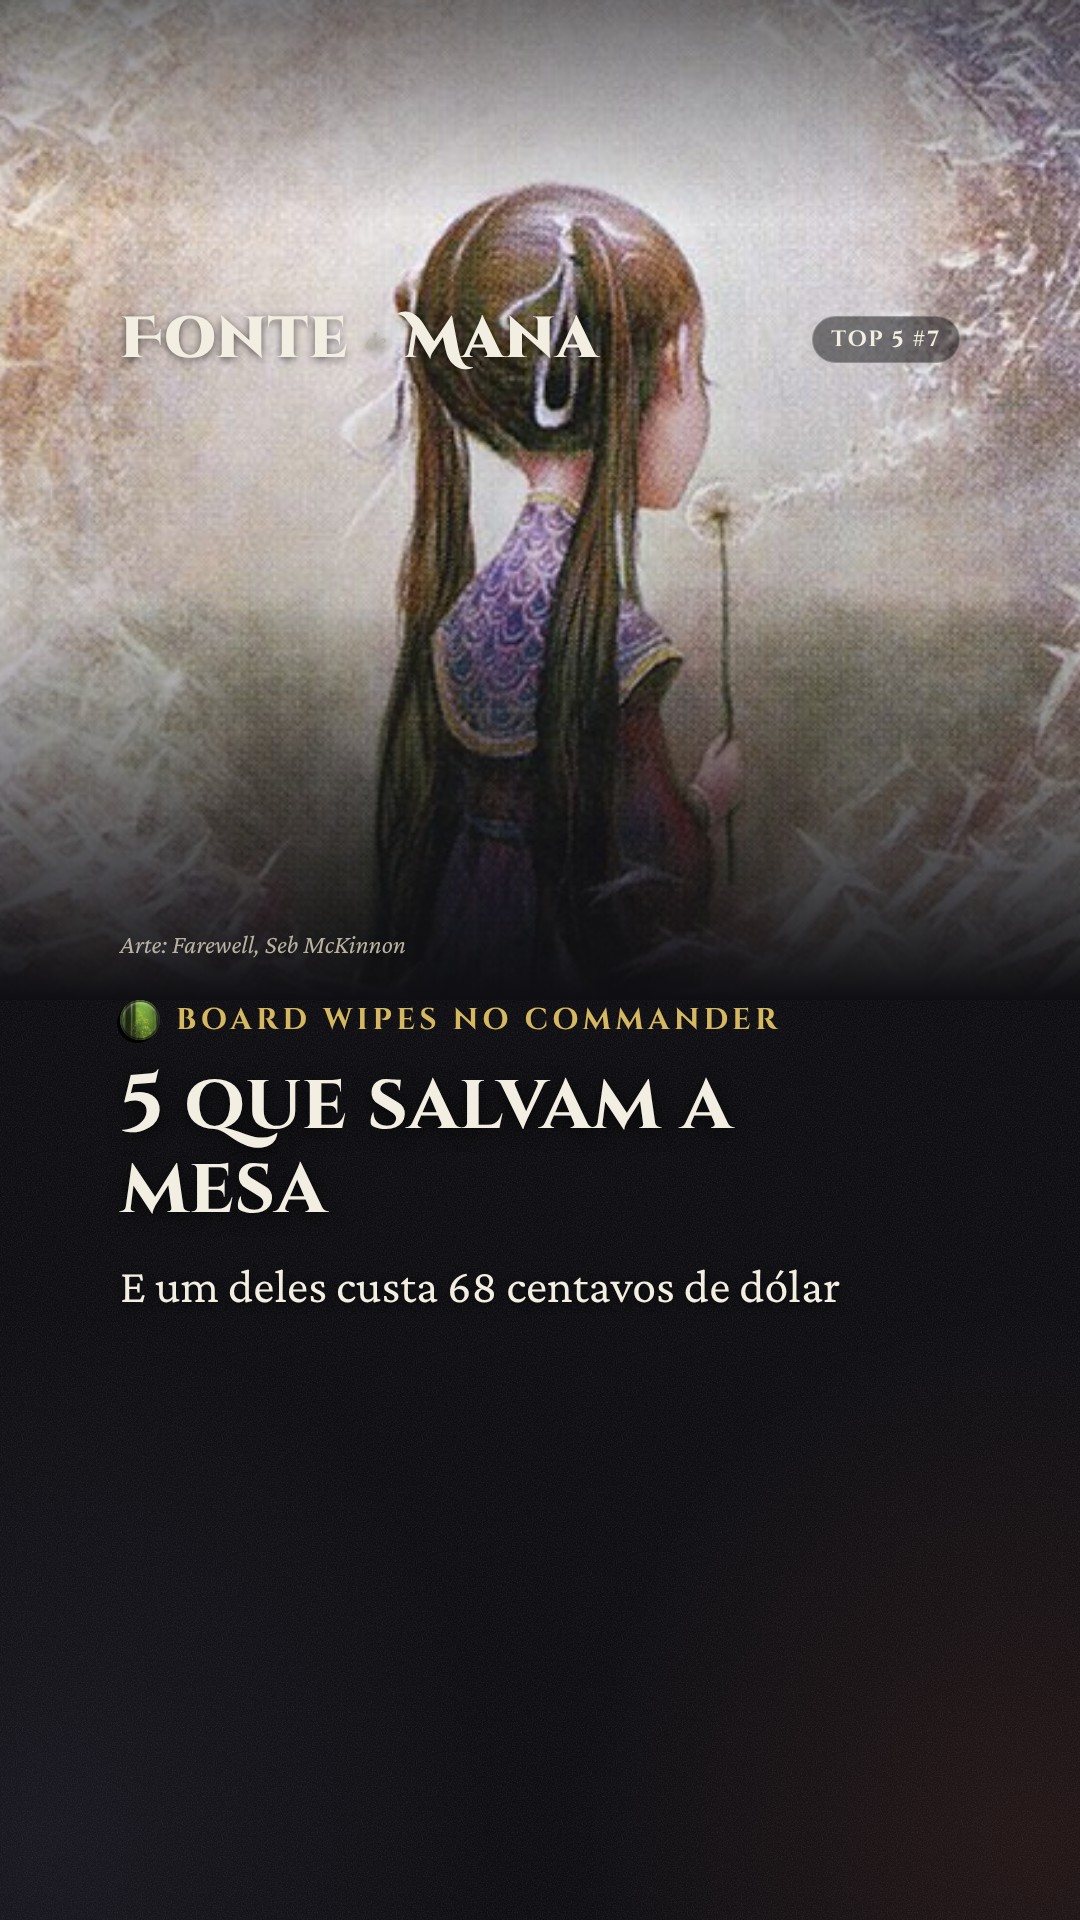 FONTE MANA
TOP 5 #7
Arte: Farewell, Seb McKinnon
BOARD WIPES NO COMMANDER
5 QUE SALVAM A
MESA
E um deles custa 68 centavos de dólar